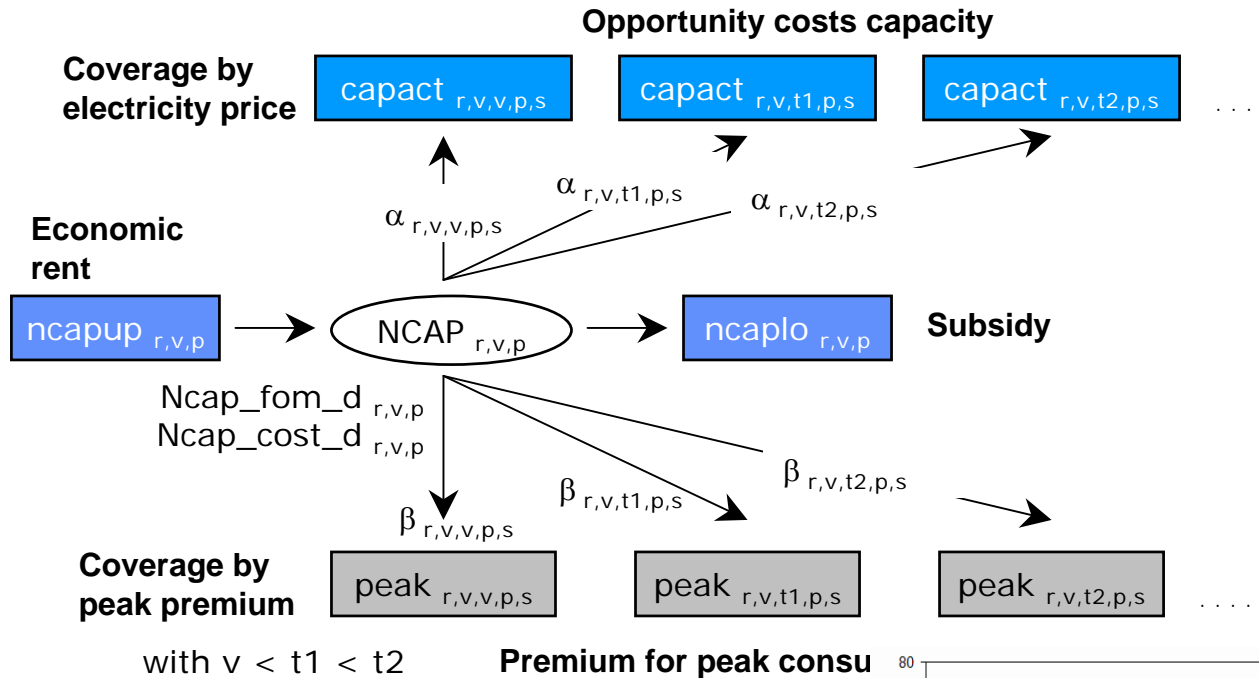 Opportunity costs capacity
Coverage by
electricity price
capact r,v,v,p,s
capact r,v,t1,p,s
capact r,v,t2,p,s
. . . .
α r,v,v,p,s
α r,v,t1,p,s
α r,v,t2,p,s
Economic
rent
ncapup r,v,p
NCAP r,v,p
ncaplo r,v,p
Subsidy
Ncap_fom_d r,v,p
Ncap_cost_d r,v,p
β r,v,v,p,s
β r,v,t1,p,s
β r,v,t2,p,s
Coverage by
peak premium
peak r,v,v,p,s
peak r,v,t1,p,s
peak r,v,t2,p,s
. . . .
with v < t1 < t2
Premium for peak consu
80